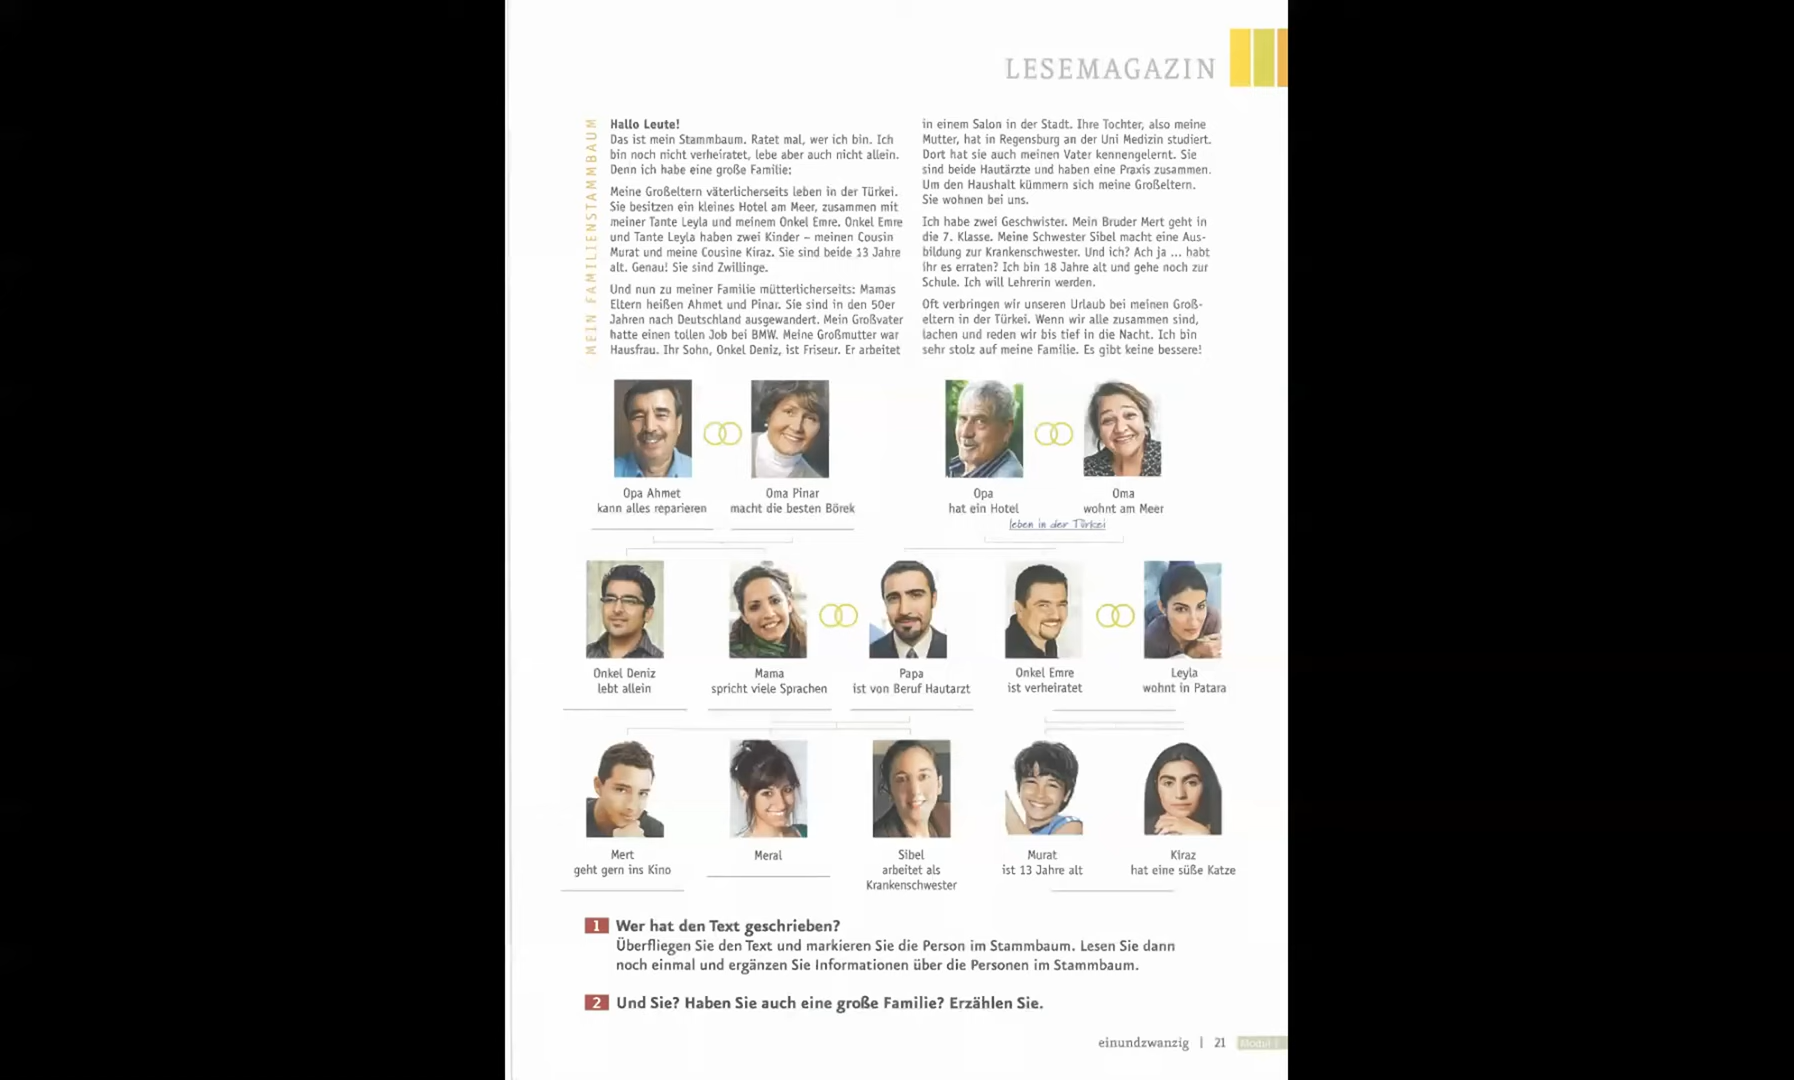 LESEMAGAZIN
MEIN FAMILIENSTAMMBAUM
Hallo Leute!
Das ist mein Stammbaum. Ratet mal, wer ich bin. Ich
bin noch nicht verheiratet, lebe aber auch nicht allein.
Denn ich habe eine große Familie:
Meine Großeltern väterlicherseits leben in der Türkei.
Sie besitzen ein kleines Hotel am Meer, zusammen mit
meiner Tante Leyla und meinem Onkel Emre. Onkel Emre
und Tante Leyla haben zwei Kinder – meinen Cousin
Murat und meine Cousine Kiraz. Sie sind beide 13 Jahre
alt. Genau! Sie sind Zwillinge.
Und nun zu meiner Familie mütterlicherseits: Mamas
Eltern heißen Ahmet und Pinar. Sie sind in den 50er
Jahren nach Deutschland ausgewandert. Mein Großvater
hatte einen tollen Job bei BMW. Meine Großmutter war
Hausfrau. Ihr Sohn, Onkel Deniz, ist Friseur. Er arbeitet
in einem Salon in der Stadt. Ihre Tochter, also meine
Mutter, hat in Regensburg an der Uni Medizin studiert.
Dort hat sie auch meinen Vater kennengelernt. Sie
sind beide Hautärzte und haben eine Praxis zusammen.
Um den Haushalt kümmern sich meine Großeltern.
Sie wohnen bei uns.
Ich habe zwei Geschwister. Mein Bruder Mert geht in
die 7. Klasse. Meine Schwester Sibel macht eine Aus-
bildung zur Krankenschwester. Und ich? Ach ja ... habt
ihr es erraten? Ich bin 18 Jahre alt und gehe noch zur
Schule. Ich will Lehrerin werden.
Oft verbringen wir unseren Urlaub bei meinen Groß-
eltern in der Türkei. Wenn wir alle zusammen sind,
lachen und reden wir bis tief in die Nacht. Ich bin
sehr stolz auf meine Familie. Es gibt keine bessere!
Opa Ahmet
kann alles reparieren
Oma Pinar
macht die besten Börek
Opa
hat ein Hotel
Oma
wohnt am Meer
leben in der Türkei
Onkel Deniz
lebt allein
Mama
spricht viele Sprachen
Papa
ist von Beruf Hautarzt
Onkel Emre
ist verheiratet
Leyla
wohnt in Patara
Mert
geht gern ins Kino
Meral
Sibel
arbeitet als
Krankenschwester
Murat
ist 13 Jahre alt
Kiraz
hat eine süße Katze
1 Wer hat den Text geschrieben?
Überfliegen Sie den Text und markieren Sie die Person im Stammbaum. Lesen Sie dann
noch einmal und ergänzen Sie Informationen über die Personen im Stammbaum.
2 Und Sie? Haben Sie auch eine große Familie? Erzählen Sie.
einundzwanzig | 21 Modul